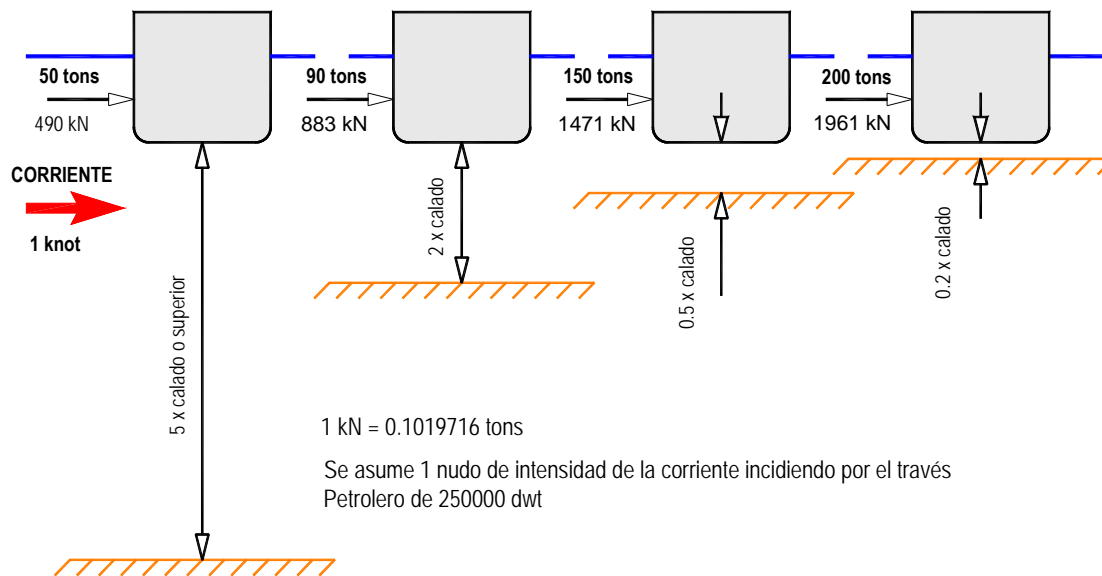 50 tons
490 kN
CORRIENTE
1 knot
5 x calado o superior
90 tons
883 kN
2 x calado
150 tons
1471 kN
0.5 x calado
200 tons
1961 kN
0.2 x calado
1 kN = 0.1019716 tons
Se asume 1 nudo de intensidad de la corriente incidiendo por el través
Petrolero de 250000 dwt